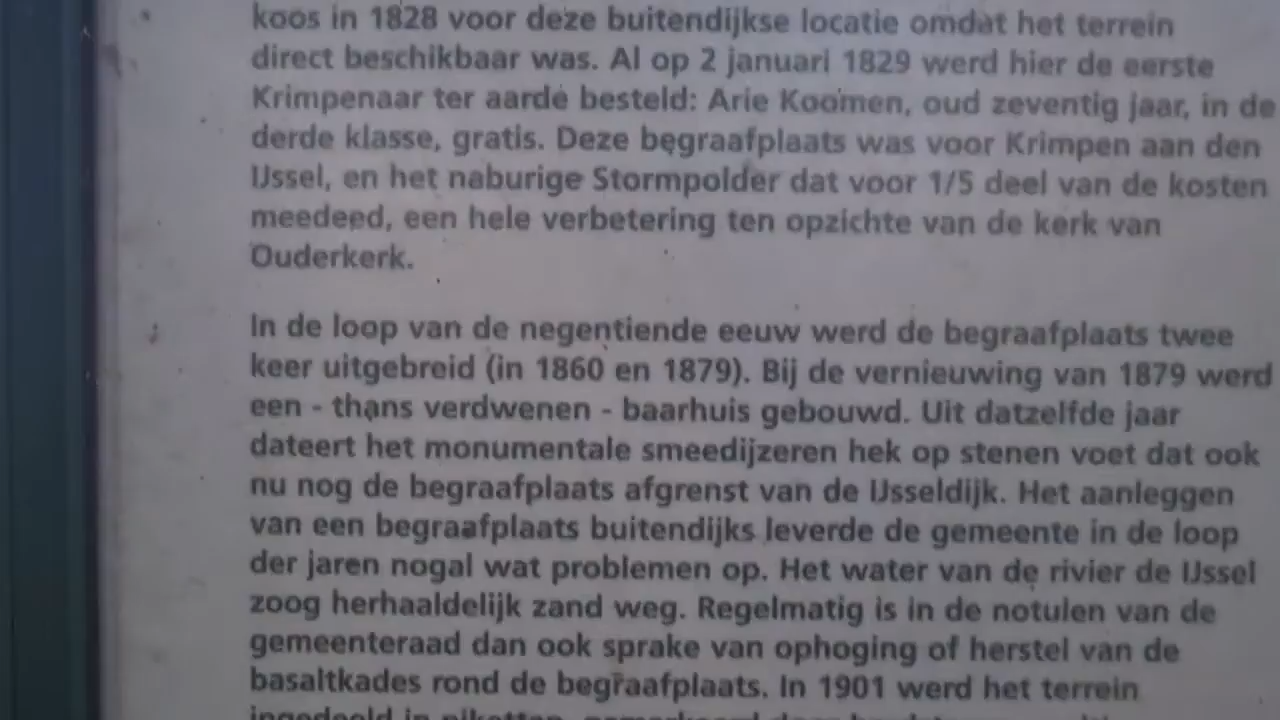 koos in 1828 voor deze buitendijkse locatie omdat het terrein
direct beschikbaar was. Al op 2 januari 1829 werd hier de eerste
Krimpenaar ter aarde besteld: Arie Koomen, oud zeventig jaar, in de
derde klasse, gratis. Deze begraafplaats was voor Krimpen aan den
IJssel, en het naburige Stormpolder dat voor 1/5 deel van de kosten
meedeed, een hele verbetering ten opzichte van de kerk van
Ouderkerk.
In de loop van de negentiende eeuw werd de begraafplaats twee
keer uitgebreid (in 1860 en 1879). Bij de vernieuwing van 1879 werd
een - thans verdwenen - baarhuis gebouwd. Uit datzelfde jaar
dateert het monumentale smeedijzeren hek op stenen voet dat ook
nu nog de begraafplaats afgrenst van de IJsseldijk. Het aanleggen
van een begraafplaats buitendijks leverde de gemeente in de loop
der jaren nogal wat problemen op. Het water van de rivier de IJssel
zoog herhaaldelijk zand weg. Regelmatig is in de notulen van de
gemeenteraad dan ook sprake van ophoging of herstel van de
basaltkades rond de begraafplaats. In 1901 werd het terrein
ingedeeld in